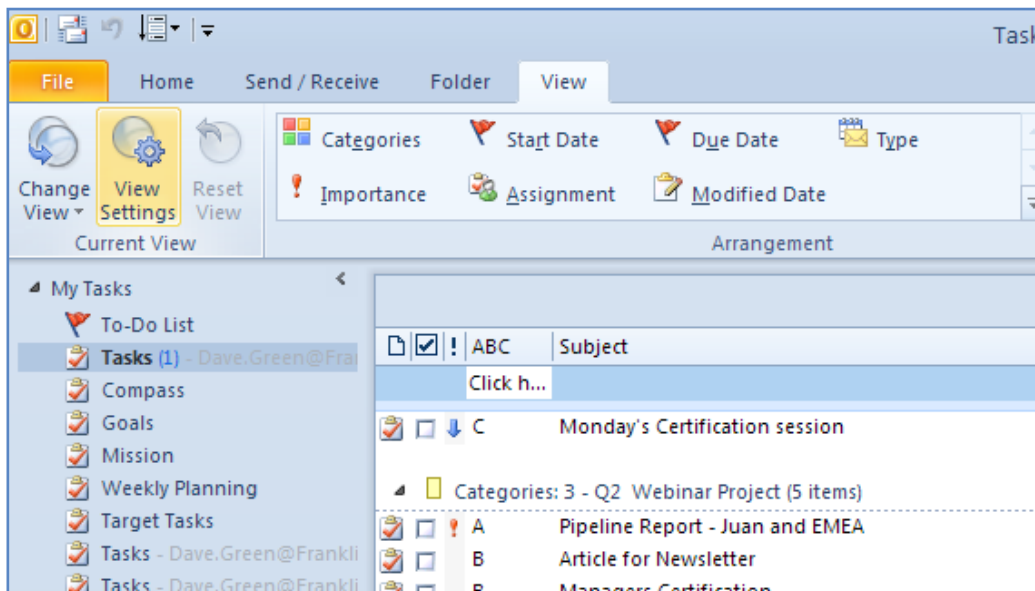 Task
File Home Send / Receive Folder View
Categories Start Date Due Date Type
Change View ▾ View Settings Reset View
Importance Assignment Modified Date
Current View Arrangement
My Tasks
To-Do List
Tasks (1) - Dave.Green@Fra
Compass
Goals
Mission
Weekly Planning
Target Tasks
Tasks - Dave.Green@Frankli
Tasks - Dave.Green@Frankli
! ABC Subject
Click h...
C Monday's Certification session
Categories: 3 - Q2 Webinar Project (5 items)
A Pipeline Report - Juan and EMEA
B Article for Newsletter
B Managers Certification